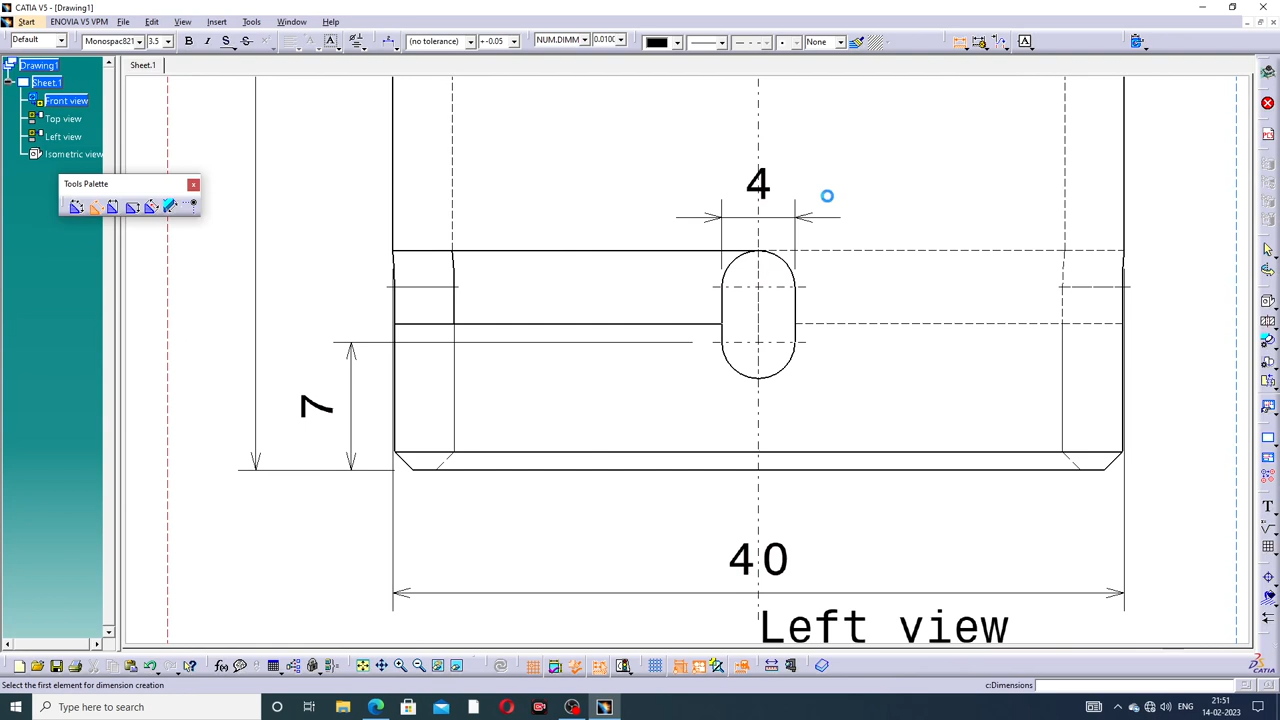 CATIA V5 - [Drawing1]
Start ENOVIA V5 VPM File Edit View Insert Tools Window Help
Default Monospac821 3.5 B I S (no tolerance) +-0.05 NUM.DIMM 0.0100 None
Drawing1
Sheet.1
Sheet.1
Front view
Top view
Left view
Isometric view
Tools Palette
4
7
40
Left view
Select the first element for dimension creation
c:Dimensions
CATIA
Type here to search
21:51
14-02-2023